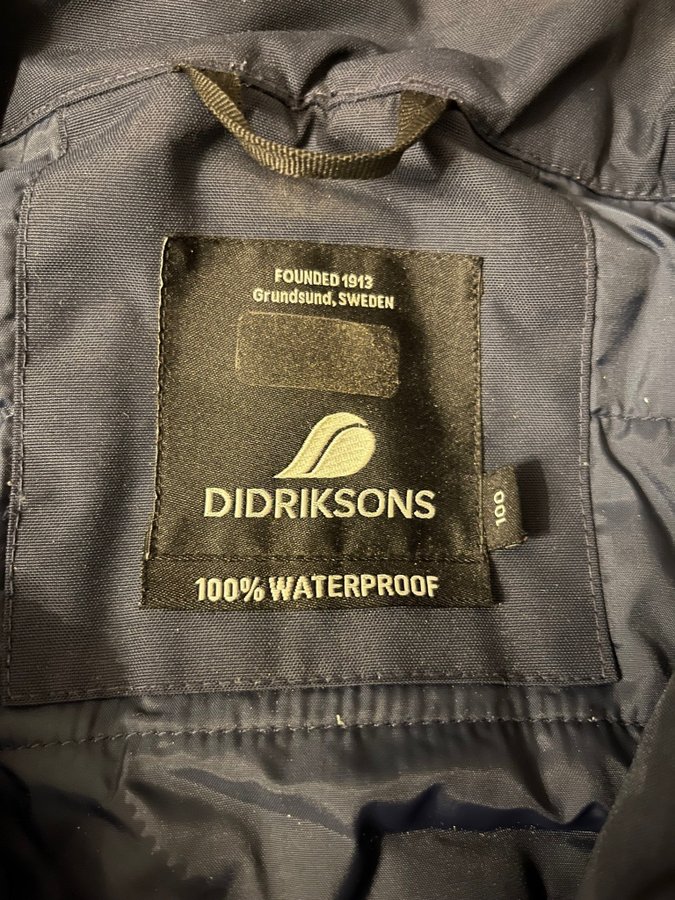 FOUNDED 1913
Grundsund, SWEDEN
DIDRIKSONS
100
100% WATERPROOF